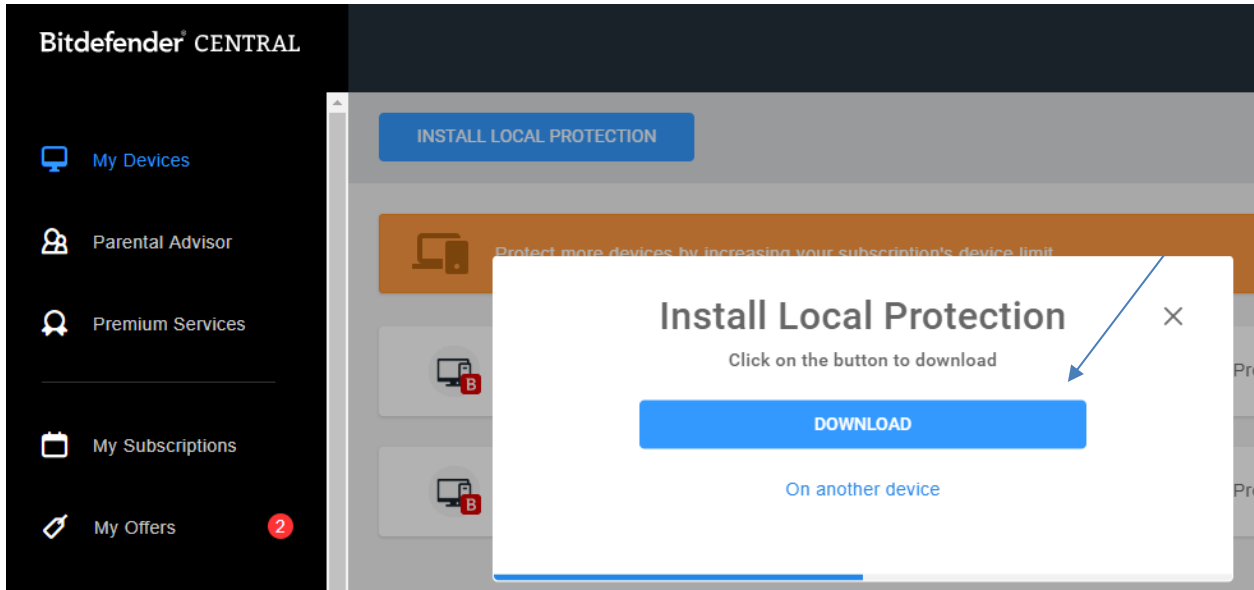 Bitdefender® CENTRAL
My Devices
Parental Advisor
Premium Services
My Subscriptions
My Offers
2
INSTALL LOCAL PROTECTION
Protect more devices by increasing your subscription's device limit
B
B
Install Local Protection
Click on the button to download
DOWNLOAD
On another device